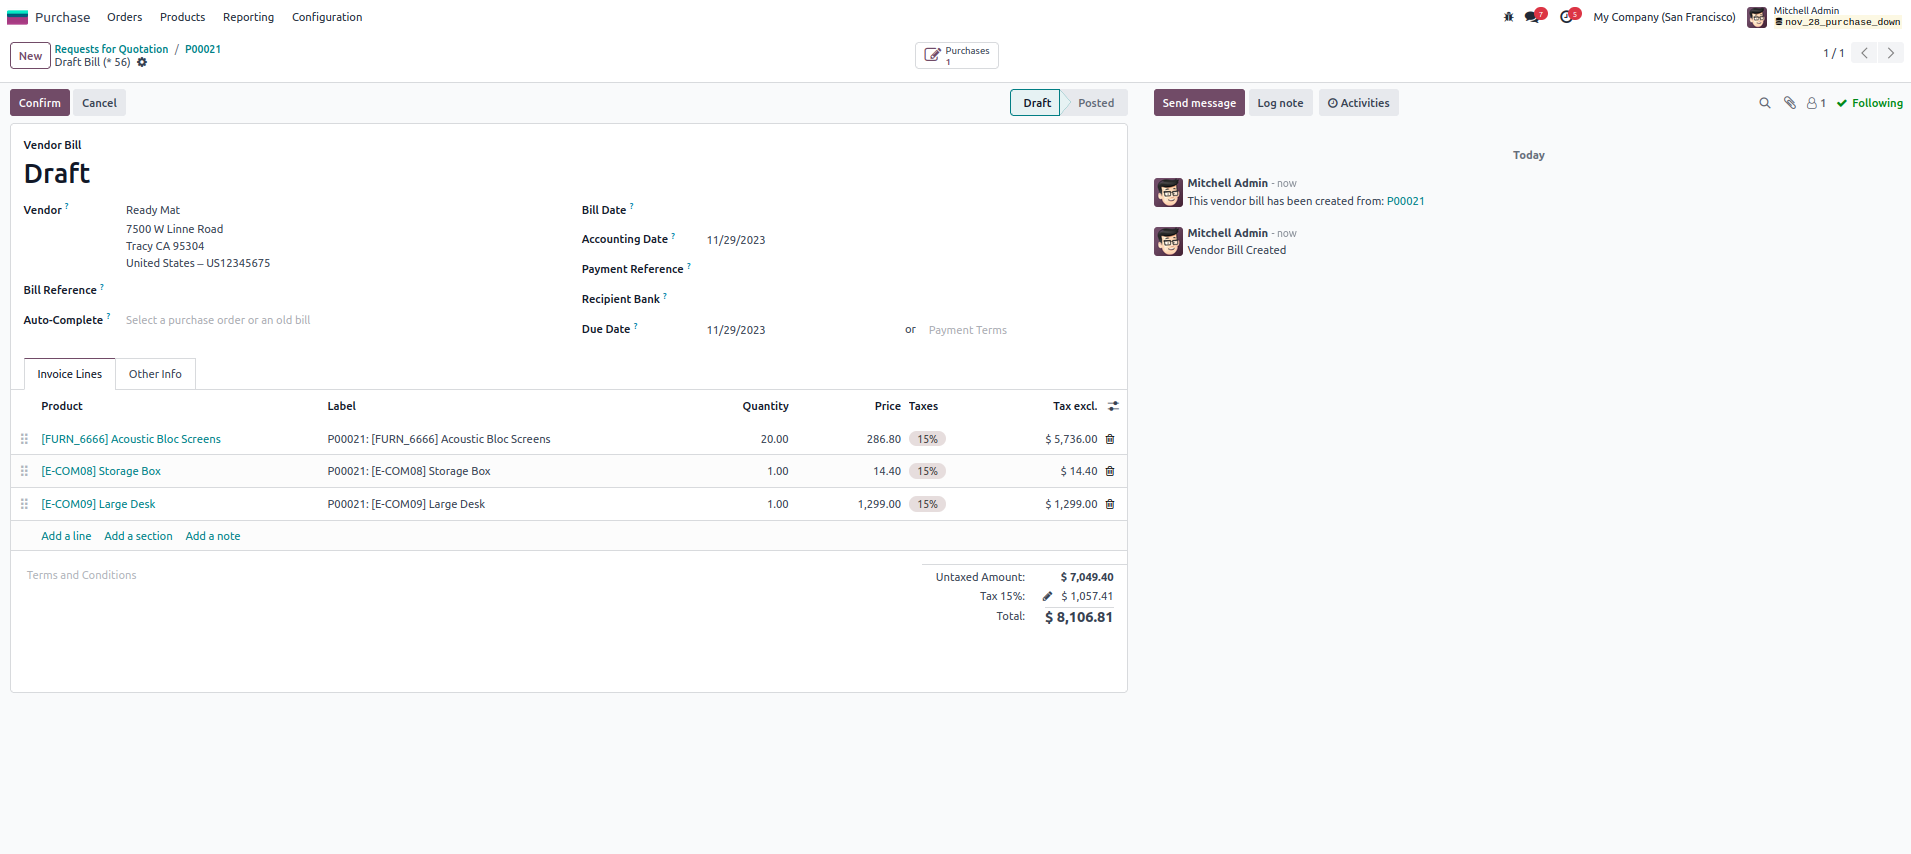 Purchase Orders Products Reporting Configuration
7 5 My Company (San Francisco) Mitchell Admin
nov_28_purchase_down
New Requests for Quotation / P00021
Draft Bill (* 56)
Purchases
1
1 / 1
Confirm Cancel
Draft Posted
Send message Log note Activities
1 Following
Vendor Bill
Draft
Vendor ? Ready Mat
7500 W Linne Road
Tracy CA 95304
United States – US12345675
Bill Reference ?
Auto-Complete ? Select a purchase order or an old bill
Bill Date ?
Accounting Date ? 11/29/2023
Payment Reference ?
Recipient Bank ?
Due Date ? 11/29/2023 or Payment Terms
Invoice Lines Other Info
Product Label Quantity Price Taxes Tax excl.
[FURN_6666] Acoustic Bloc Screens P00021: [FURN_6666] Acoustic Bloc Screens 20.00 286.80 15% $ 5,736.00
[E-COM08] Storage Box P00021: [E-COM08] Storage Box 1.00 14.40 15% $ 14.40
[E-COM09] Large Desk P00021: [E-COM09] Large Desk 1.00 1,299.00 15% $ 1,299.00
Add a line Add a section Add a note
Terms and Conditions
Untaxed Amount: $ 7,049.40
Tax 15%: $ 1,057.41
Total: $ 8,106.81
Today
Mitchell Admin - now
This vendor bill has been created from: P00021
Mitchell Admin - now
Vendor Bill Created